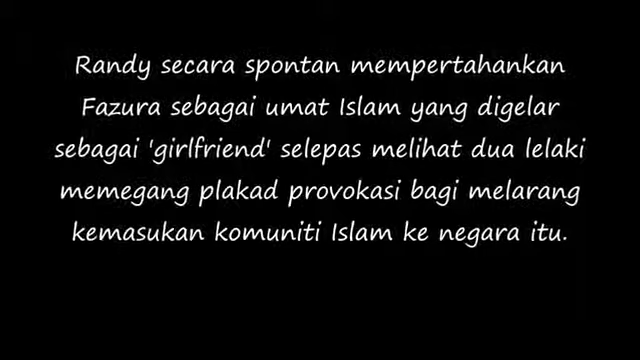 Randy secara spontan mempertahankan
Fazura sebagai umat Islam yang digelar
sebagai 'girlfriend' selepas melihat dua lelaki
memegang plakad provokasi bagi melarang
kemasukan komuniti Islam ke negara itu.